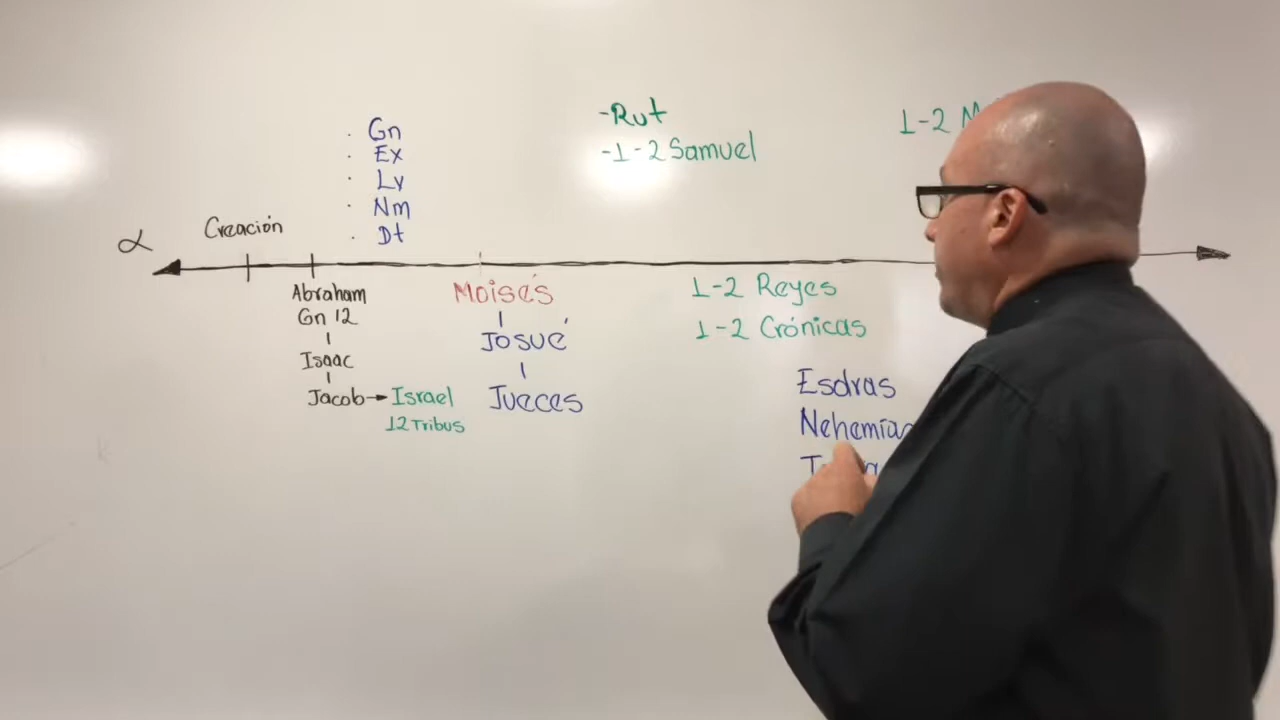 α
Creación
· Gn
· Ex
· Lv
· Nm
· Dt
-Rut
-1-2 Samuel
1-2
Abraham
Gn 12
Isaac
Jacob → Israel
12 Tribus
Moisés
Josué
Jueces
1-2 Reyes
1-2 Crónicas
Esdras
Nehemías